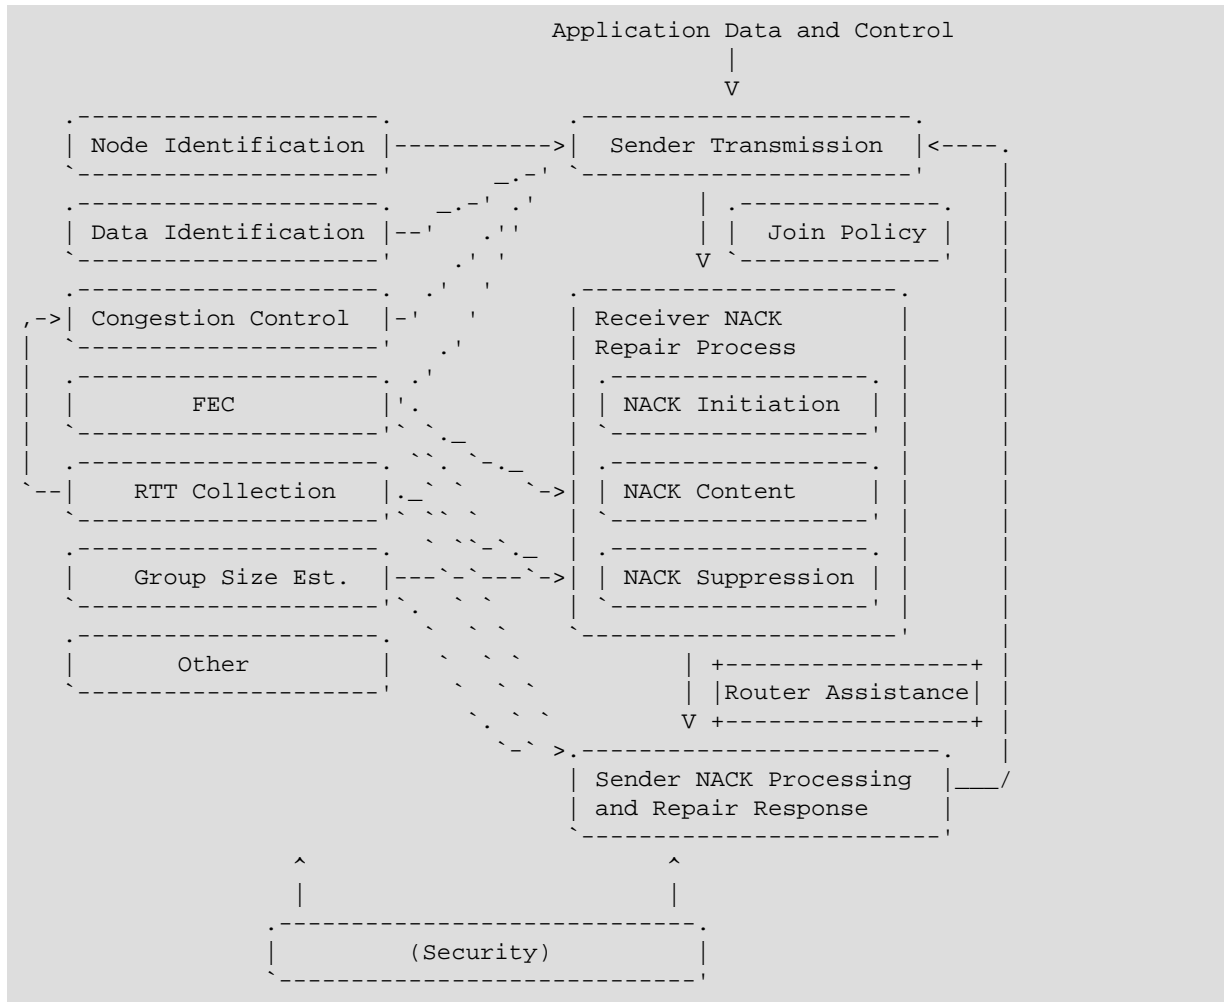 Application Data and Control
Node Identification
Sender Transmission
Data Identification
Join Policy
Congestion Control
Receiver NACK
Repair Process
FEC
NACK Initiation
RTT Collection
NACK Content
Group Size Est.
NACK Suppression
Other
Router Assistance
Sender NACK Processing
and Repair Response
(Security)